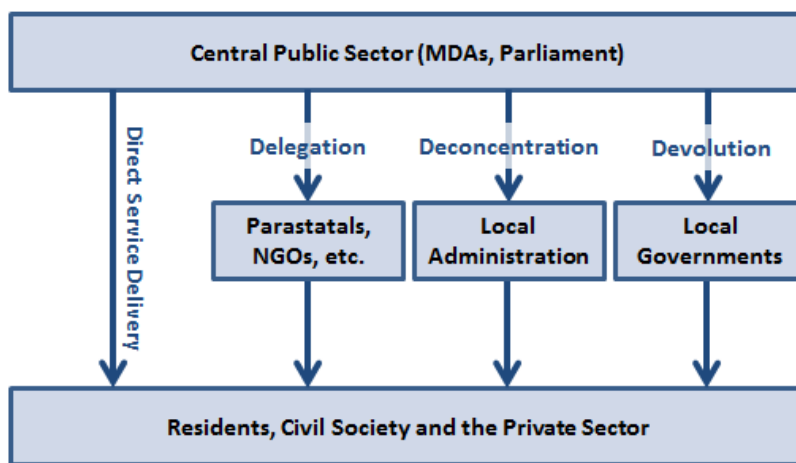 Central Public Sector (MDAs, Parliament)
Direct Service Delivery
Delegation
Deconcentration
Devolution
Parastatals,
NGOs, etc.
Local
Administration
Local
Governments
Residents, Civil Society and the Private Sector